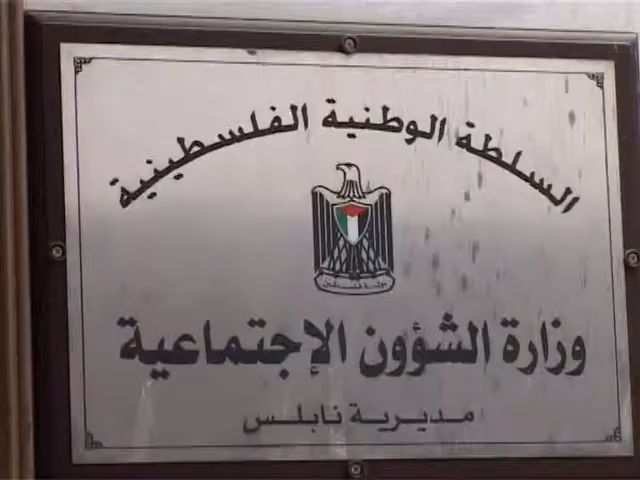 السلطة الوطنية الفلسطينية
وزارة الشؤون الإجتماعية
مديرية نابلس